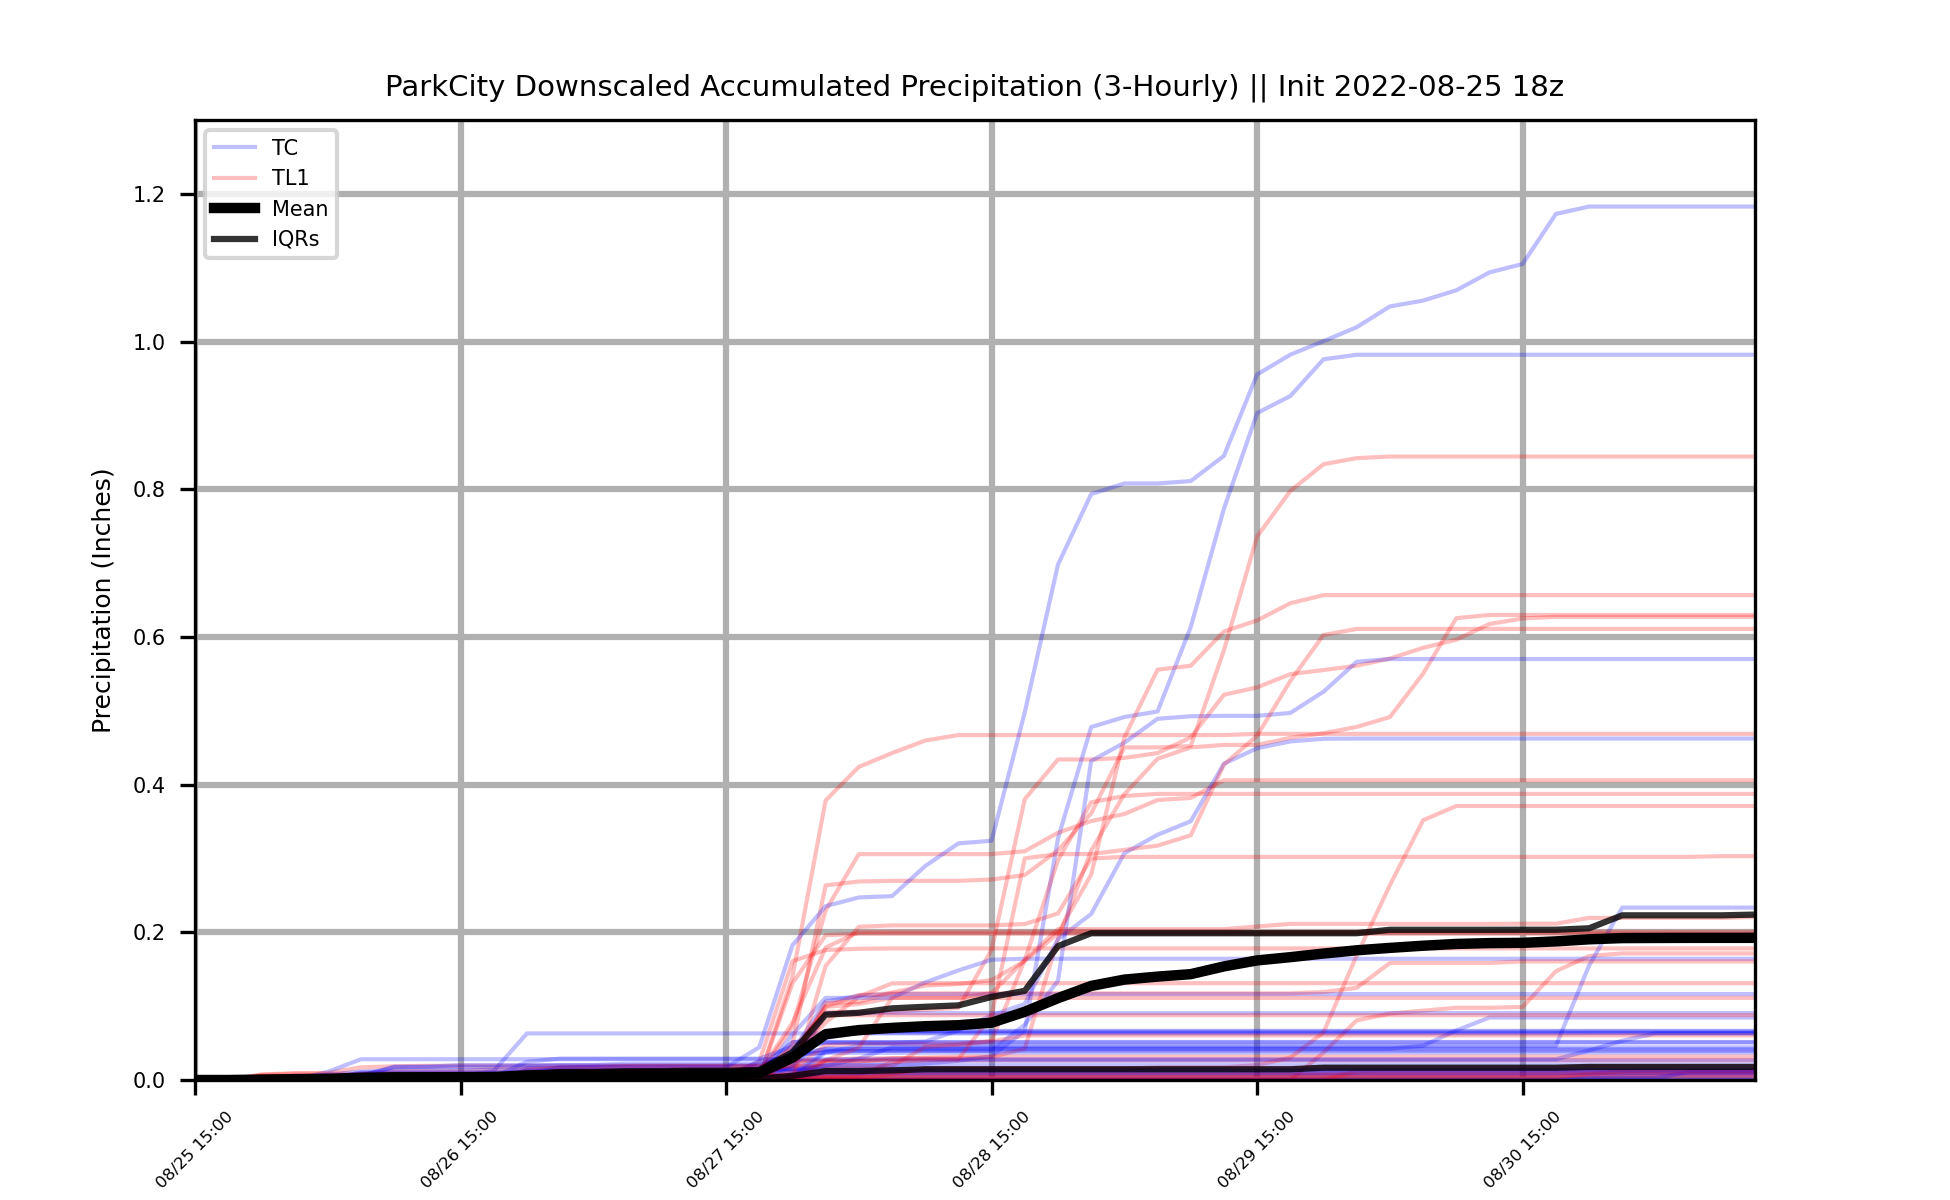 ParkCity Downscaled Accumulated Precipitation (3-Hourly) || Init 2022-08-25 18z
TC
TL1
Mean
IQRs
Precipitation (Inches)
1.2
1.0
0.8
0.6
0.4
0.2
0.0
08/25 15:00
08/26 15:00
08/27 15:00
08/28 15:00
08/29 15:00
08/30 15:00